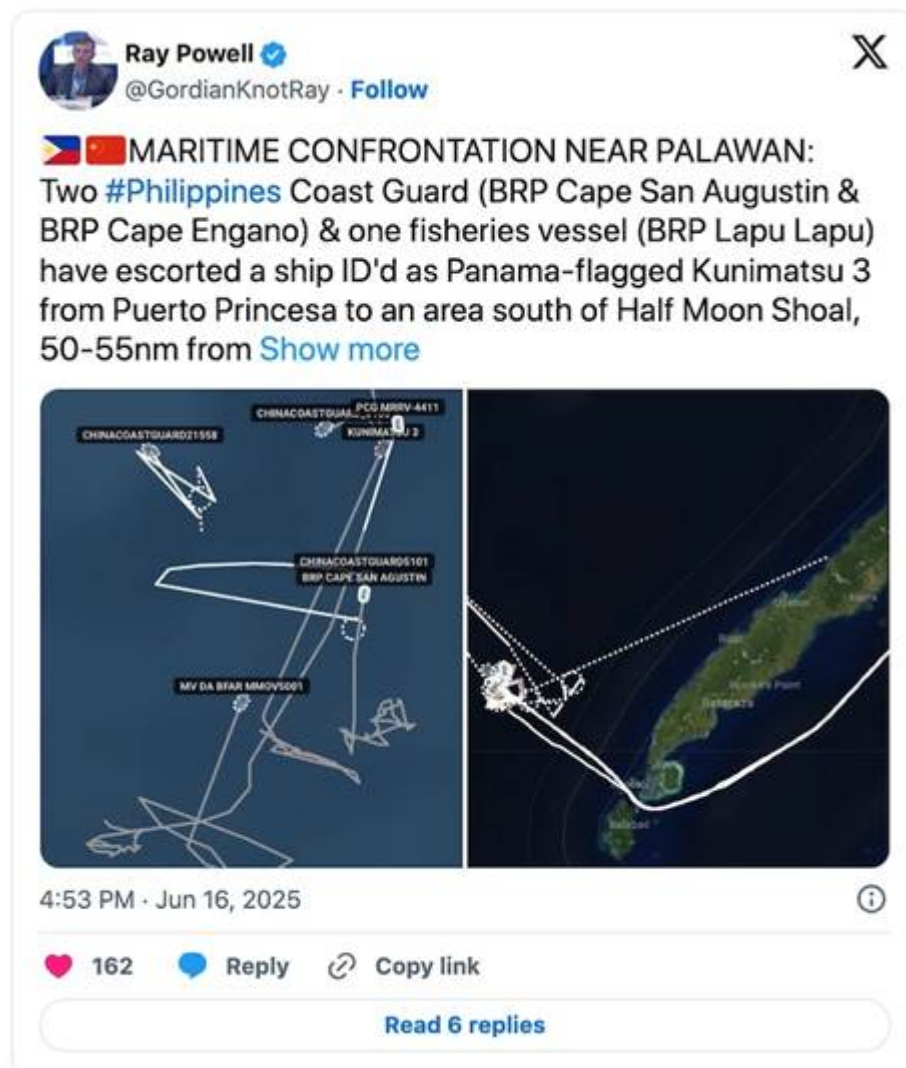 Ray Powell
@GordianKnotRay · Follow
🇵🇭🇨🇳MARITIME CONFRONTATION NEAR PALAWAN:
Two #Philippines Coast Guard (BRP Cape San Augustin &
BRP Cape Engano) & one fisheries vessel (BRP Lapu Lapu)
have escorted a ship ID'd as Panama-flagged Kunimatsu 3
from Puerto Princesa to an area south of Half Moon Shoal,
50-55nm from Show more
PCG MRRV-4411
CHINACOASTGUARD21558
KUNIMATSU 3
CHINACOASTGUARD5101
BRP CAPE SAN AGUSTIN
MV DA BFAR MMOV5001
4:53 PM · Jun 16, 2025
162 Reply Copy link
Read 6 replies